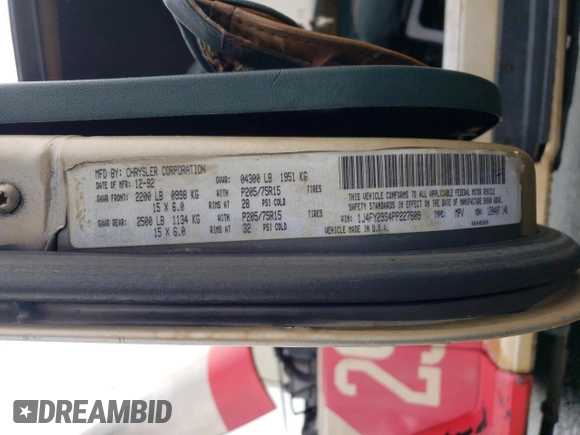 MFD BY: CHRYSLER CORPORATION
DATE OF MFR: 12-92 GVWR: 04300 LB 1951 KG
GAWR FRONT: 2200 LB 0998 KG WITH P205/75R15 TIRES
15 X 6.0 RIMS AT 28 PSI COLD
GAWR REAR: 2500 LB 1134 KG WITH P205/75R15 TIRES
15 X 6.0 RIMS AT 32 PSI COLD
THIS VEHICLE CONFORMS TO ALL APPLICABLE FEDERAL MOTOR VEHICLE
SAFETY STANDARDS IN EFFECT ON THE DATE OF MANUFACTURE SHOWN ABOVE.
VIN: 1J4FY29S4PP227609 TYPE: MPV
VEHICLE MADE IN U.S.A.
29
DREAMBID